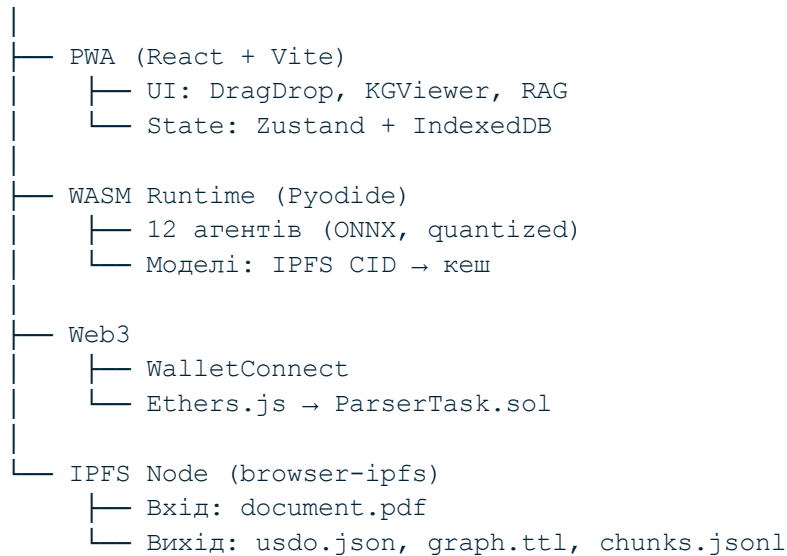 │
├── PWA (React + Vite)
│   ├── UI: DragDrop, KGViewer, RAG
│   └── State: Zustand + IndexedDB
│
├── WASM Runtime (Pyodide)
│   ├── 12 агентів (ONNX, quantized)
│   └── Моделі: IPFS CID → кеш
│
├── Web3
│   ├── WalletConnect
│   └── Ethers.js → ParserTask.sol
│
└── IPFS Node (browser-ipfs)
    ├── Вхід: document.pdf
    └── Вихід: usdo.json, graph.ttl, chunks.jsonl